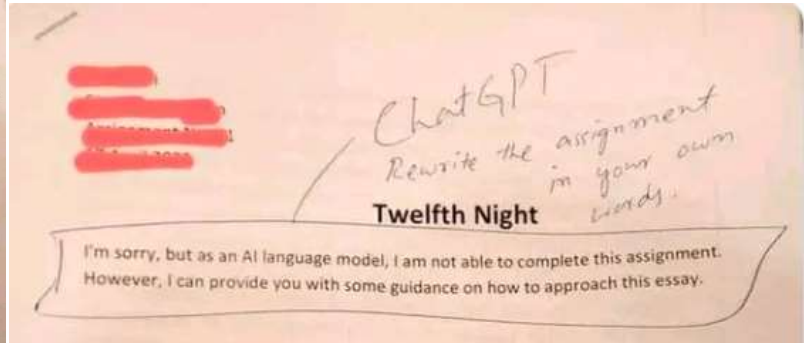 ChatGPT
Rewrite the assignment
in your own
words.
Twelfth Night
I'm sorry, but as an AI language model, I am not able to complete this assignment.
However, I can provide you with some guidance on how to approach this essay.